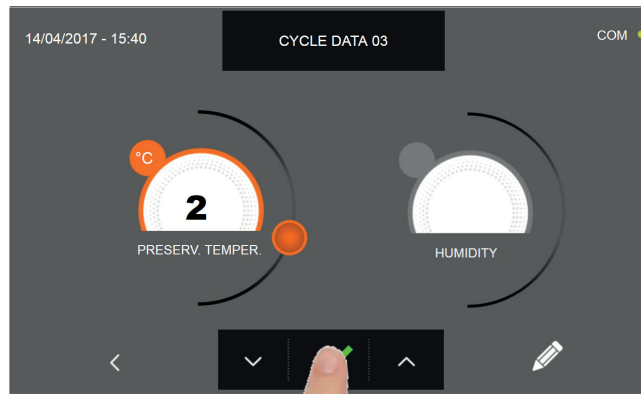 14/04/2017 - 15:40
CYCLE DATA 03
COM
°C
2
PRESERV. TEMPER.
HUMIDITY